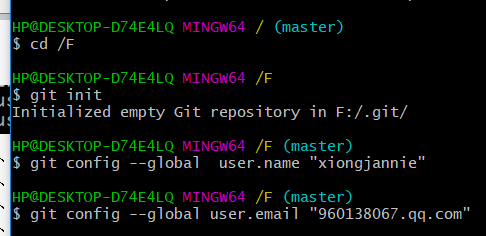 HP@DESKTOP-D74E4LQ MINGW64 / (master)
$ cd /F
HP@DESKTOP-D74E4LQ MINGW64 /F
$ git init
Initialized empty Git repository in F:/.git/
HP@DESKTOP-D74E4LQ MINGW64 /F (master)
$ git config --global  user.name "xiongjannie"
HP@DESKTOP-D74E4LQ MINGW64 /F (master)
$ git config --global user.email "960138067.qq.com"